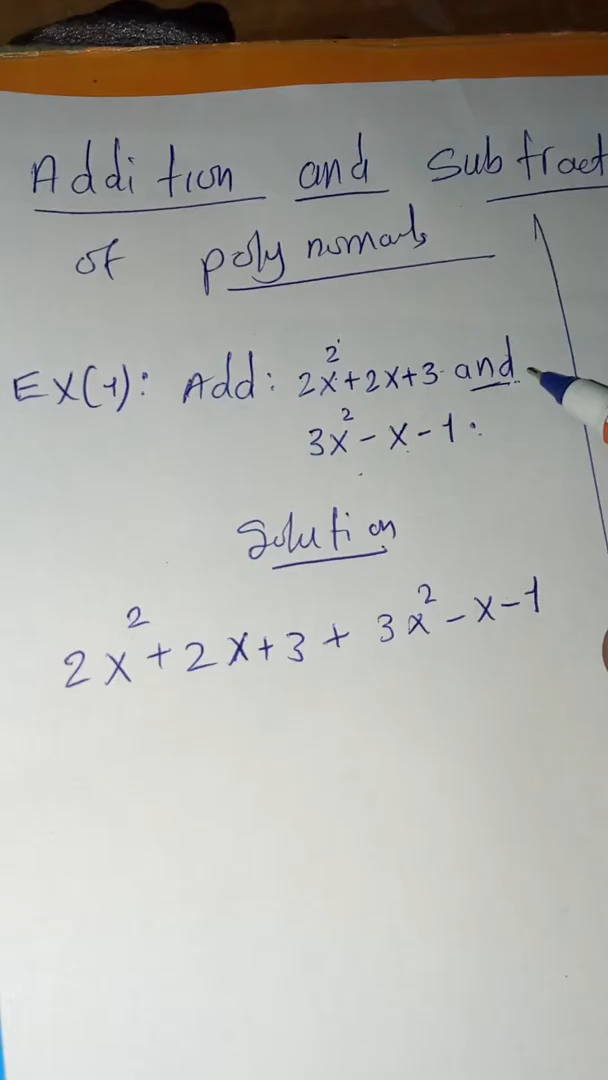 Addition and Subtract
of polynomals
EX(1): Add: 2x²+2x+3 and
3x²-x-1.
Solution
2x²+2x+3+3x²-x-1